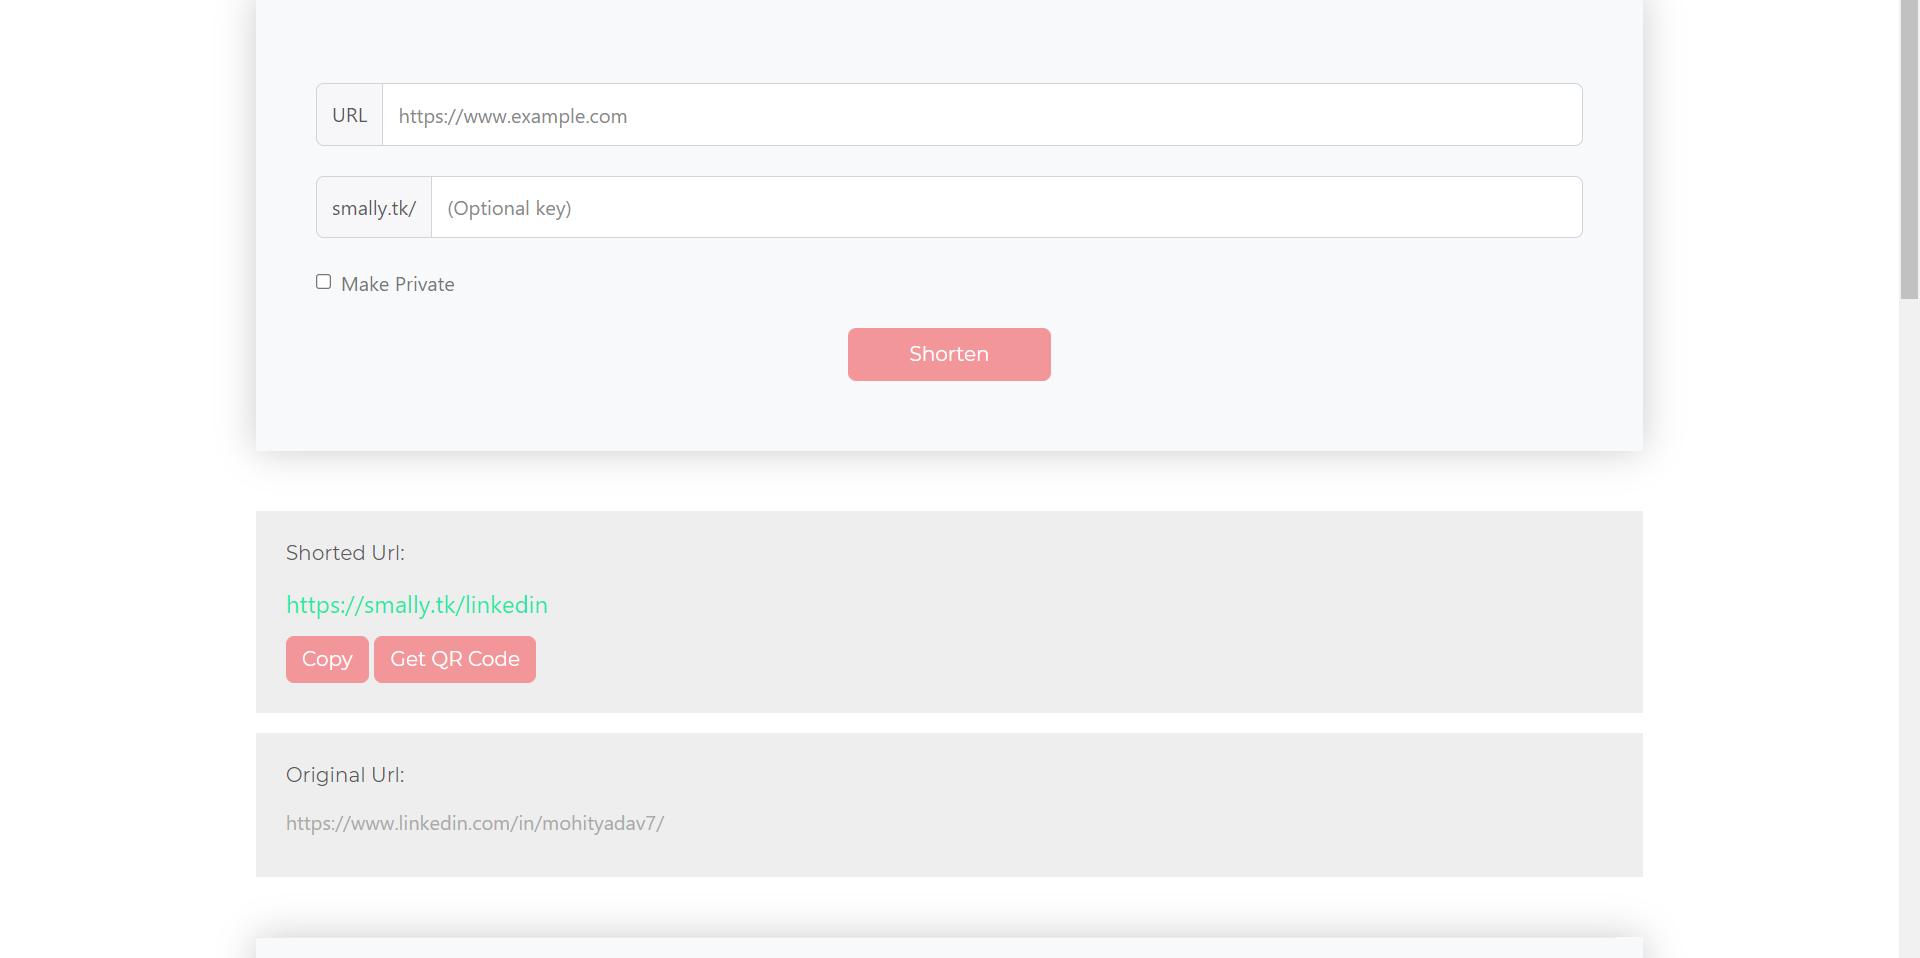 URL https://www.example.com
smally.tk/ (Optional key)
Make Private
Shorten
Shorted Url:
https://smally.tk/linkedin
Copy Get QR Code
Original Url:
https://www.linkedin.com/in/mohityadav7/